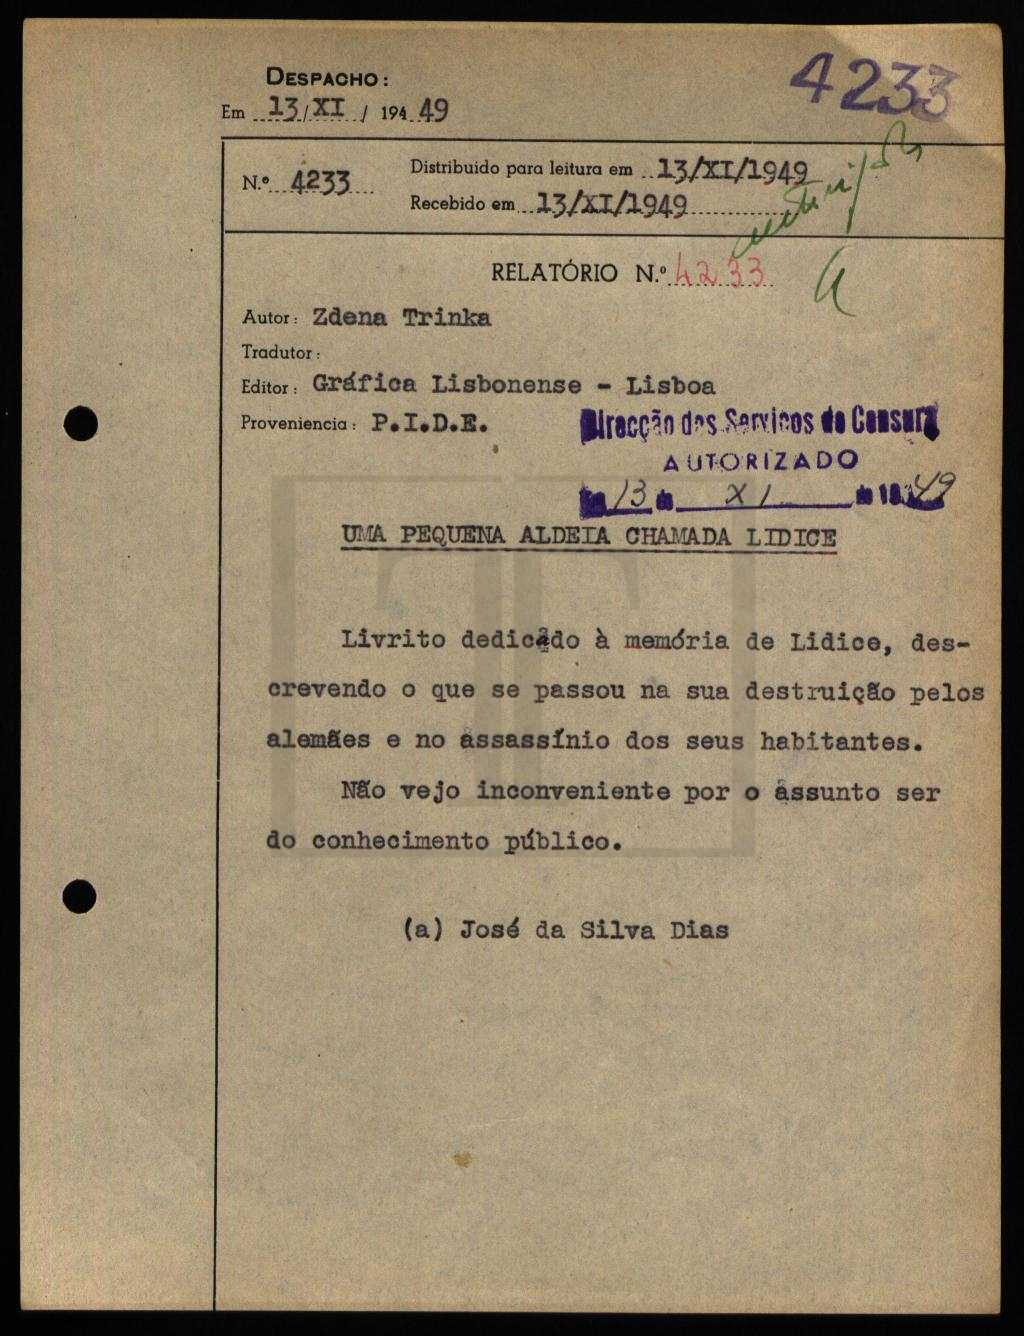 4233
DESPACHO:
Em 13/XI/ 194 49
N.º 4233
Distribuido para leitura em 13/XI/1949
Recebido em 13/XI/1949
RELATÓRIO N.º 4233
Autor: Zdena Trinka
Tradutor:
Editor: Gráfica Lisbonense - Lisboa
Proveniencia: P.I.D.E.
Direcção dos Serviços de Censura
AUTORIZADO
Em 13 de XI de 1949
UMA PEQUENA ALDEIA CHAMADA LIDICE
Livrito dedicado à memória de Lidice, des-
crevendo o que se passou na sua destruição pelos
alemães e no assassínio dos seus habitantes.
Não vejo inconveniente por o assunto ser
do conhecimento público.
(a) José da Silva Dias